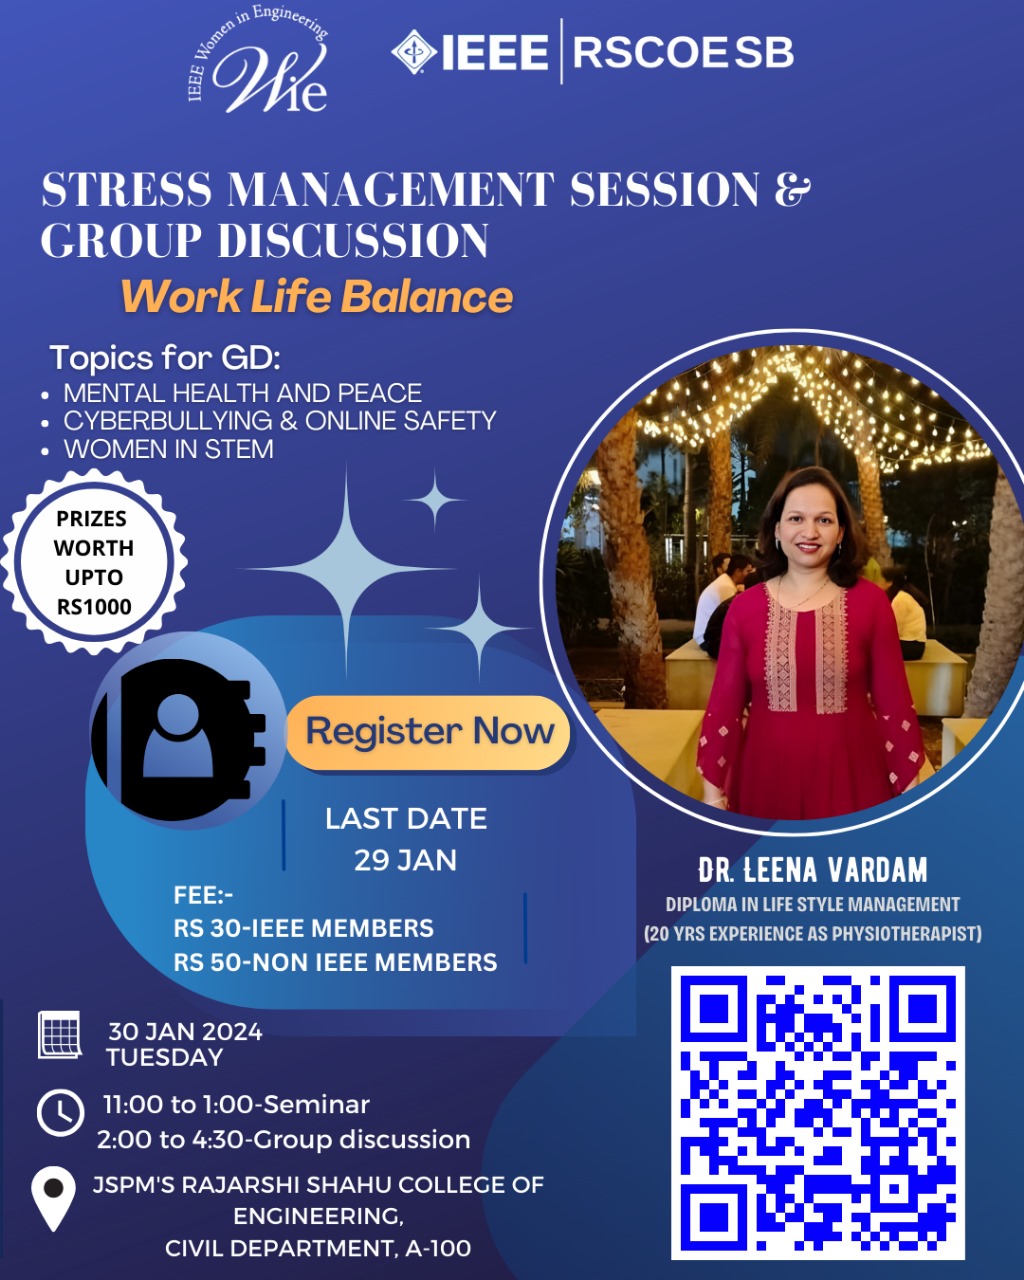 IEEE Women in Engineering
Wie
IEEE RSCOE SB
STRESS MANAGEMENT SESSION &
GROUP DISCUSSION
Work Life Balance
Topics for GD:
• MENTAL HEALTH AND PEACE
• CYBERBULLYING & ONLINE SAFETY
• WOMEN IN STEM
PRIZES
WORTH
UPTO
RS1000
Register Now
LAST DATE
29 JAN
FEE:-
RS 30-IEEE MEMBERS
RS 50-NON IEEE MEMBERS
DR. LEENA VARDAM
DIPLOMA IN LIFE STYLE MANAGEMENT
(20 YRS EXPERIENCE AS PHYSIOTHERAPIST)
30 JAN 2024
TUESDAY
11:00 to 1:00-Seminar
2:00 to 4:30-Group discussion
JSPM'S RAJARSHI SHAHU COLLEGE OF
ENGINEERING,
CIVIL DEPARTMENT, A-100